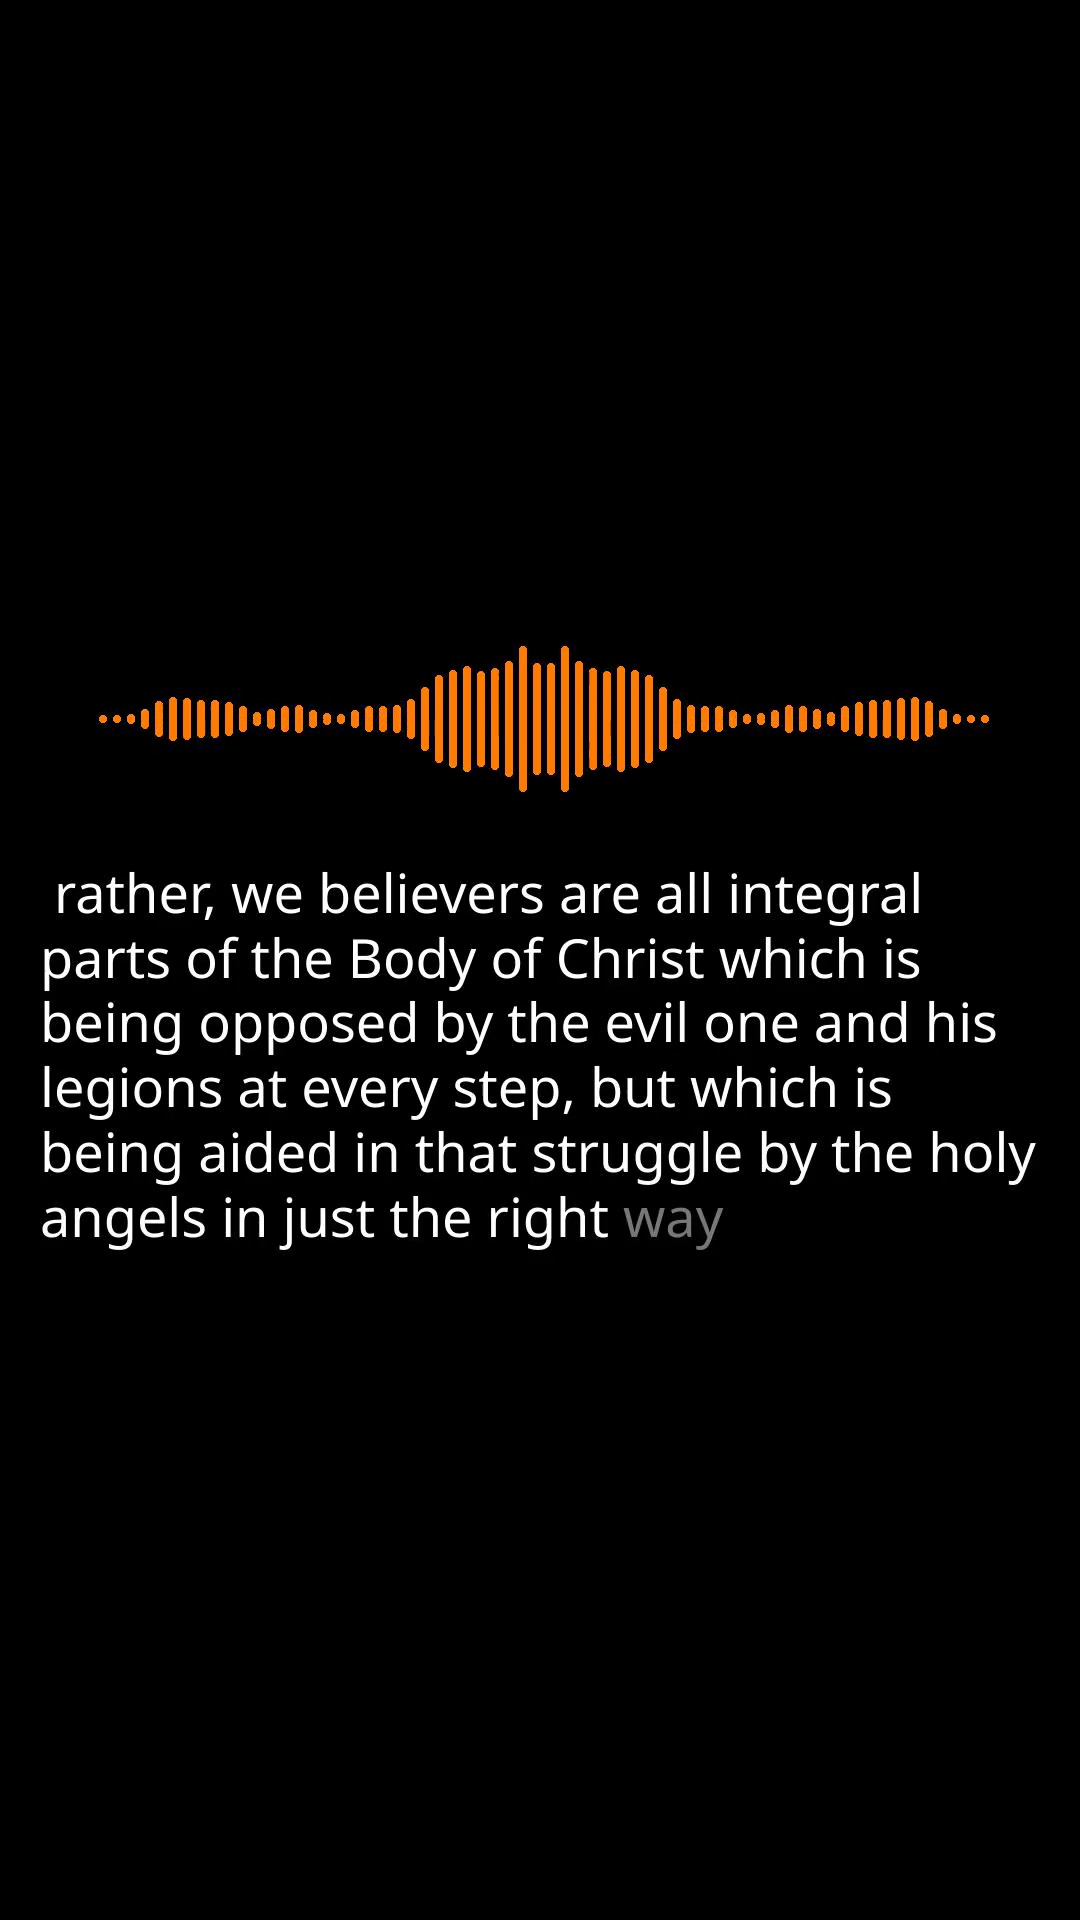 rather, we believers are all integral
parts of the Body of Christ which is
being opposed by the evil one and his
legions at every step, but which is
being aided in that struggle by the holy
angels in just the right way